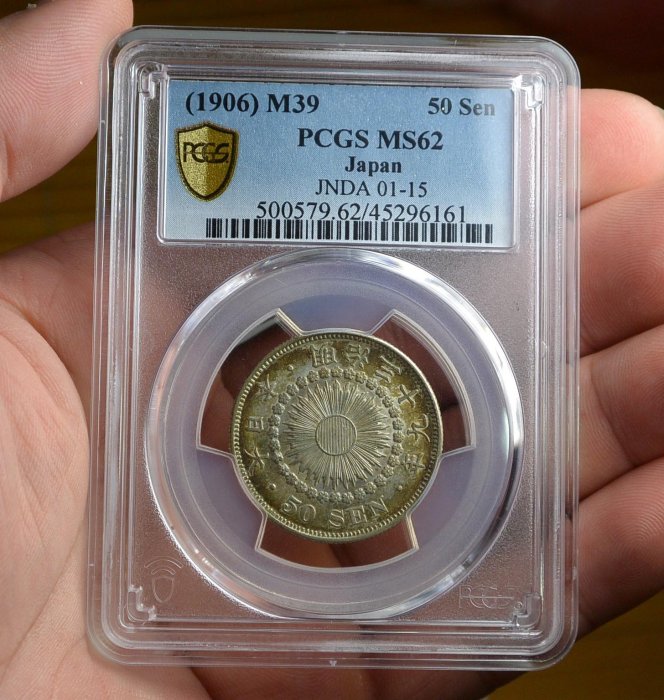 (1906) M39 50 Sen
PCGS MS62
Japan
JNDA 01-15
500579.62/45296161
PCGS
大日本・明治三十九年・
50 SEN
PCGS